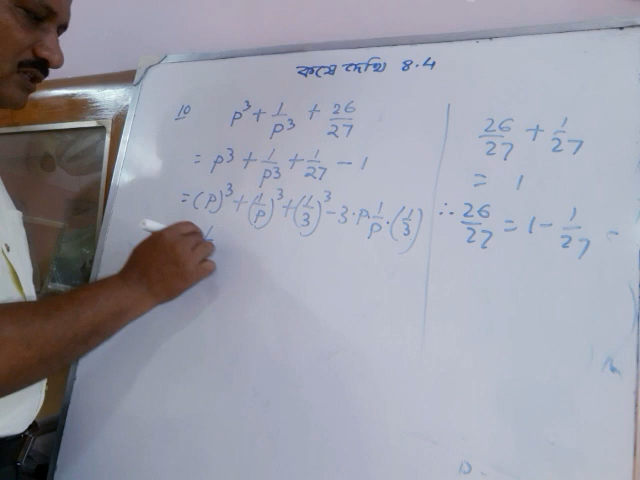 কষে দেখি 8.4
10 p³ + 1/p³ + 26/27
= p³ + 1/p³ + 1/27 - 1
= (p)³ + (1/p)³ + (1/3)³ - 3·p·1/p·(1/3)
26/27 + 1/27
= 1
∴ 26/27 = 1 - 1/27